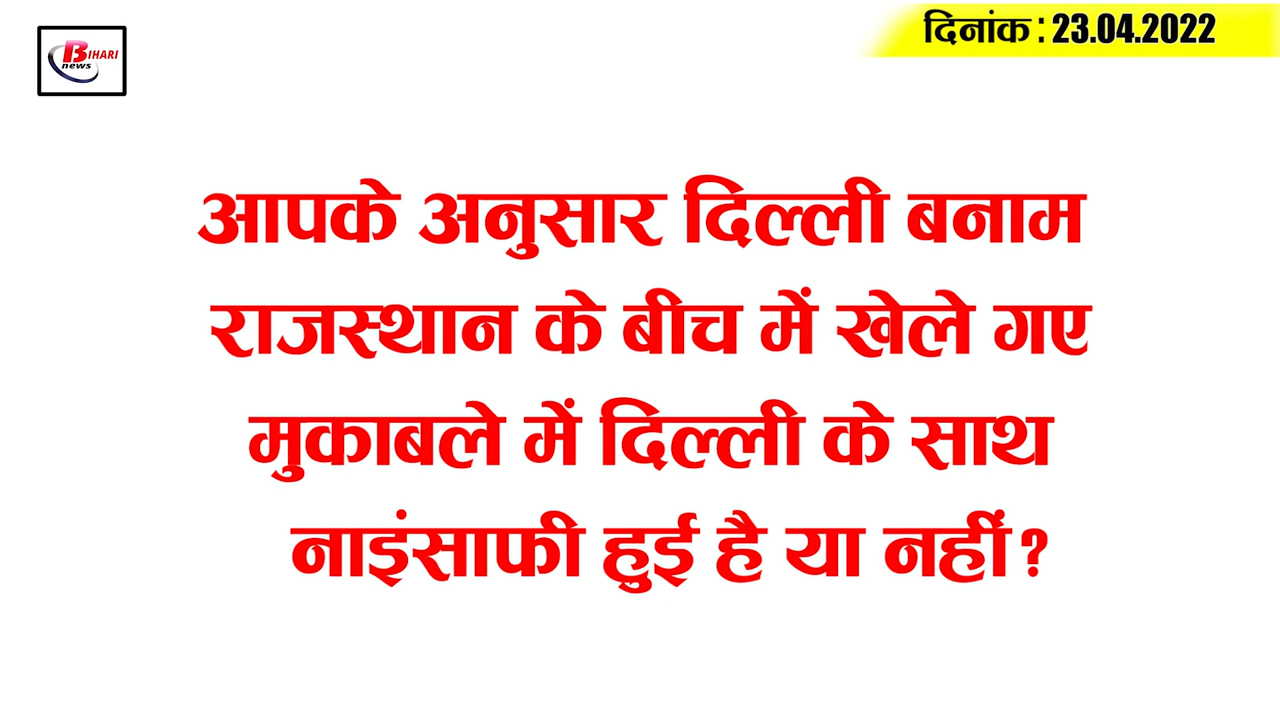 BIHARI
news
दिनांक : 23.04.2022
आपके अनुसार दिल्ली बनाम
राजस्थान के बीच में खेले गए
मुकाबले में दिल्ली के साथ
नाइंसाफी हुई है या नहीं?